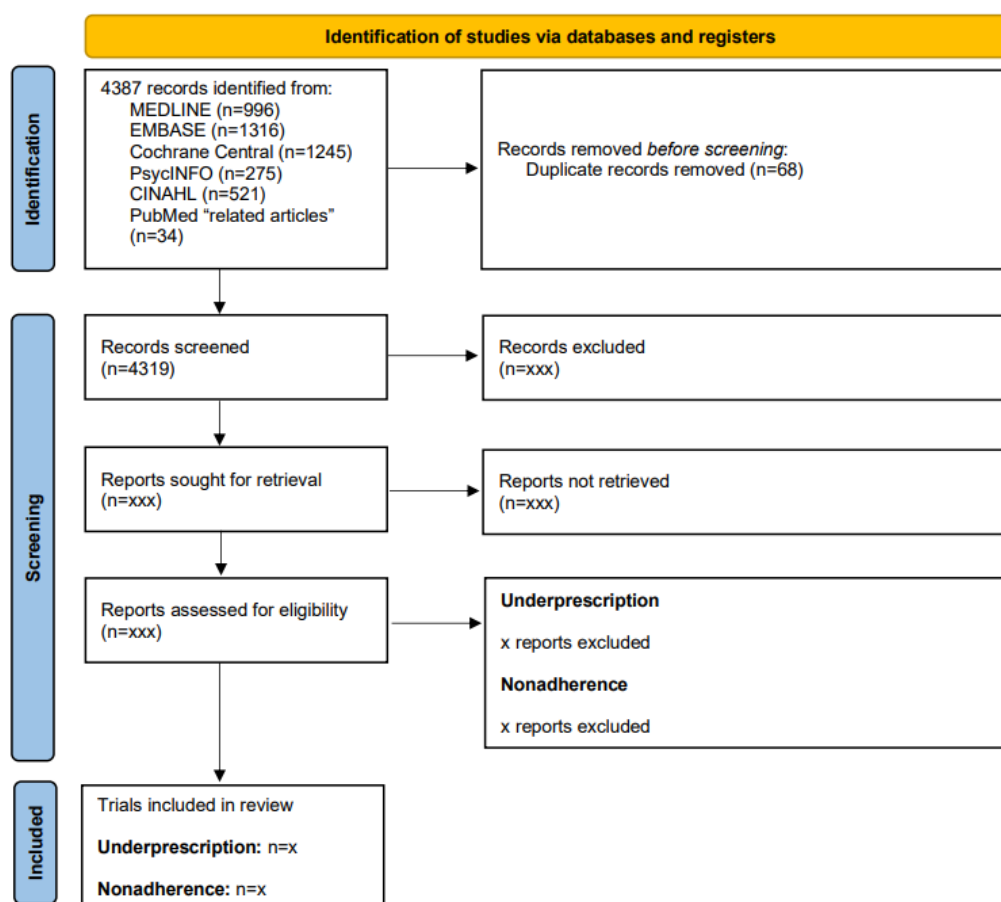 Identification of studies via databases and registers
Identification
4387 records identified from:
MEDLINE (n=996)
EMBASE (n=1316)
Cochrane Central (n=1245)
PsycINFO (n=275)
CINAHL (n=521)
PubMed “related articles”
(n=34)
Records removed before screening:
Duplicate records removed (n=68)
Screening
Records screened
(n=4319)
Records excluded
(n=xxx)
Reports sought for retrieval
(n=xxx)
Reports not retrieved
(n=xxx)
Reports assessed for eligibility
(n=xxx)
Underprescription
x reports excluded
Nonadherence
x reports excluded
Included
Trials included in review
Underprescription: n=x
Nonadherence: n=x